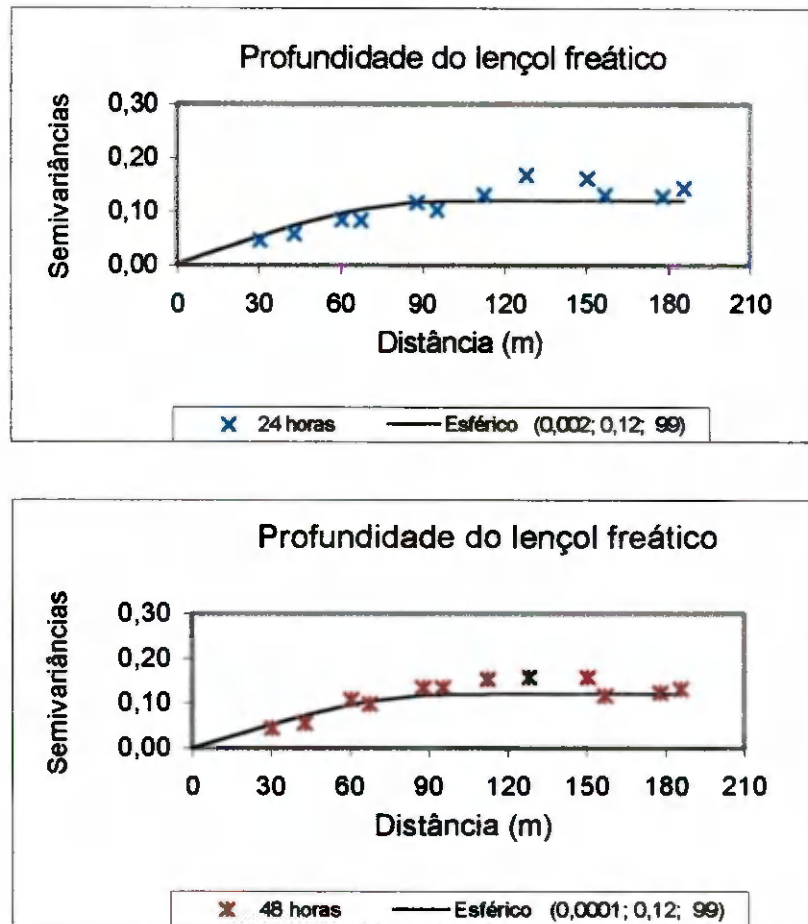 Profundidade do lençol freático
Semivariâncias
0,30
0,20
0,10
0,00
0 30 60 90 120 150 180 210
Distância (m)
24 horas Esférico (0,002; 0,12; 99)
Profundidade do lençol freático
Semivariâncias
0,30
0,20
0,10
0,00
0 30 60 90 120 150 180 210
Distância (m)
48 horas Esférico (0,0001; 0,12; 99)